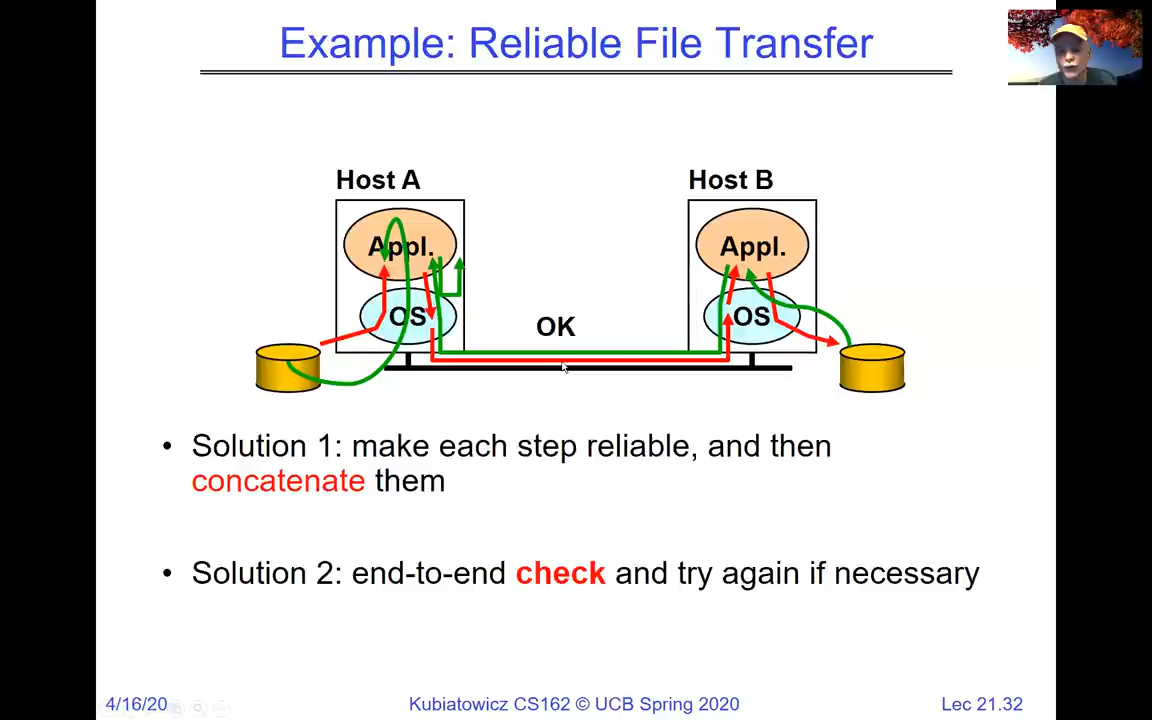 Example: Reliable File Transfer
Host A
Host B
Appl.
Appl.
OS
OS
OK
• Solution 1: make each step reliable, and then
concatenate them
• Solution 2: end-to-end check and try again if necessary
4/16/20
Kubiatowicz CS162 © UCB Spring 2020
Lec 21.32